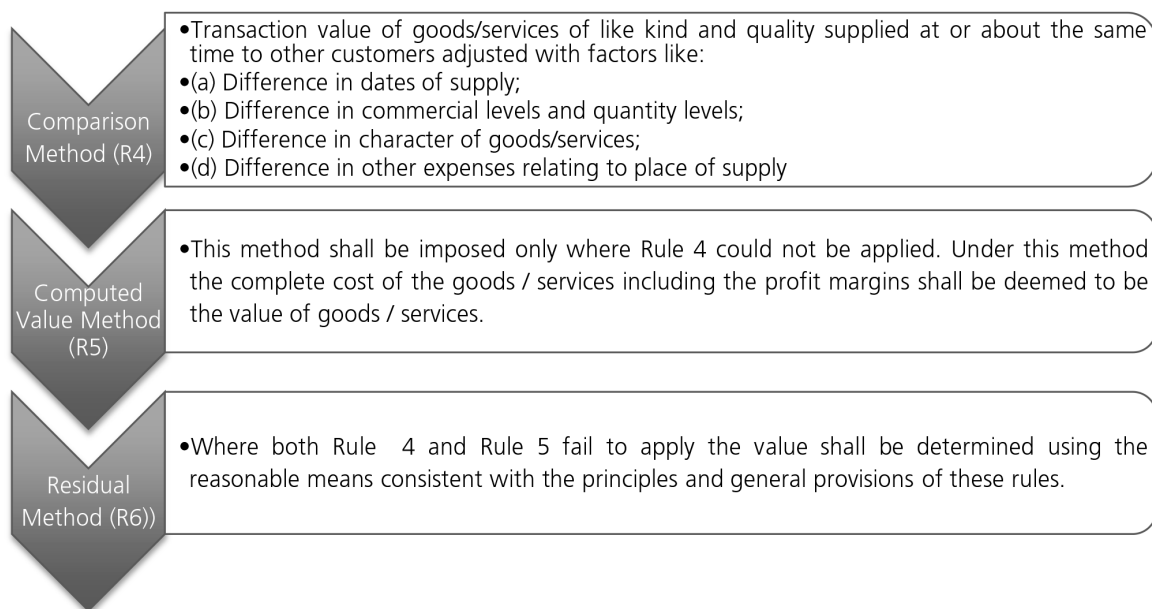 •Transaction value of goods/services of like kind and quality supplied at or about the same
time to other customers adjusted with factors like:
•(a) Difference in dates of supply;
•(b) Difference in commercial levels and quantity levels;
•(c) Difference in character of goods/services;
•(d) Difference in other expenses relating to place of supply
Comparison
Method (R4)
•This method shall be imposed only where Rule 4 could not be applied. Under this method
the complete cost of the goods / services including the profit margins shall be deemed to be
the value of goods / services.
Computed
Value Method
(R5)
•Where both Rule 4 and Rule 5 fail to apply the value shall be determined using the
reasonable means consistent with the principles and general provisions of these rules.
Residual
Method (R6))